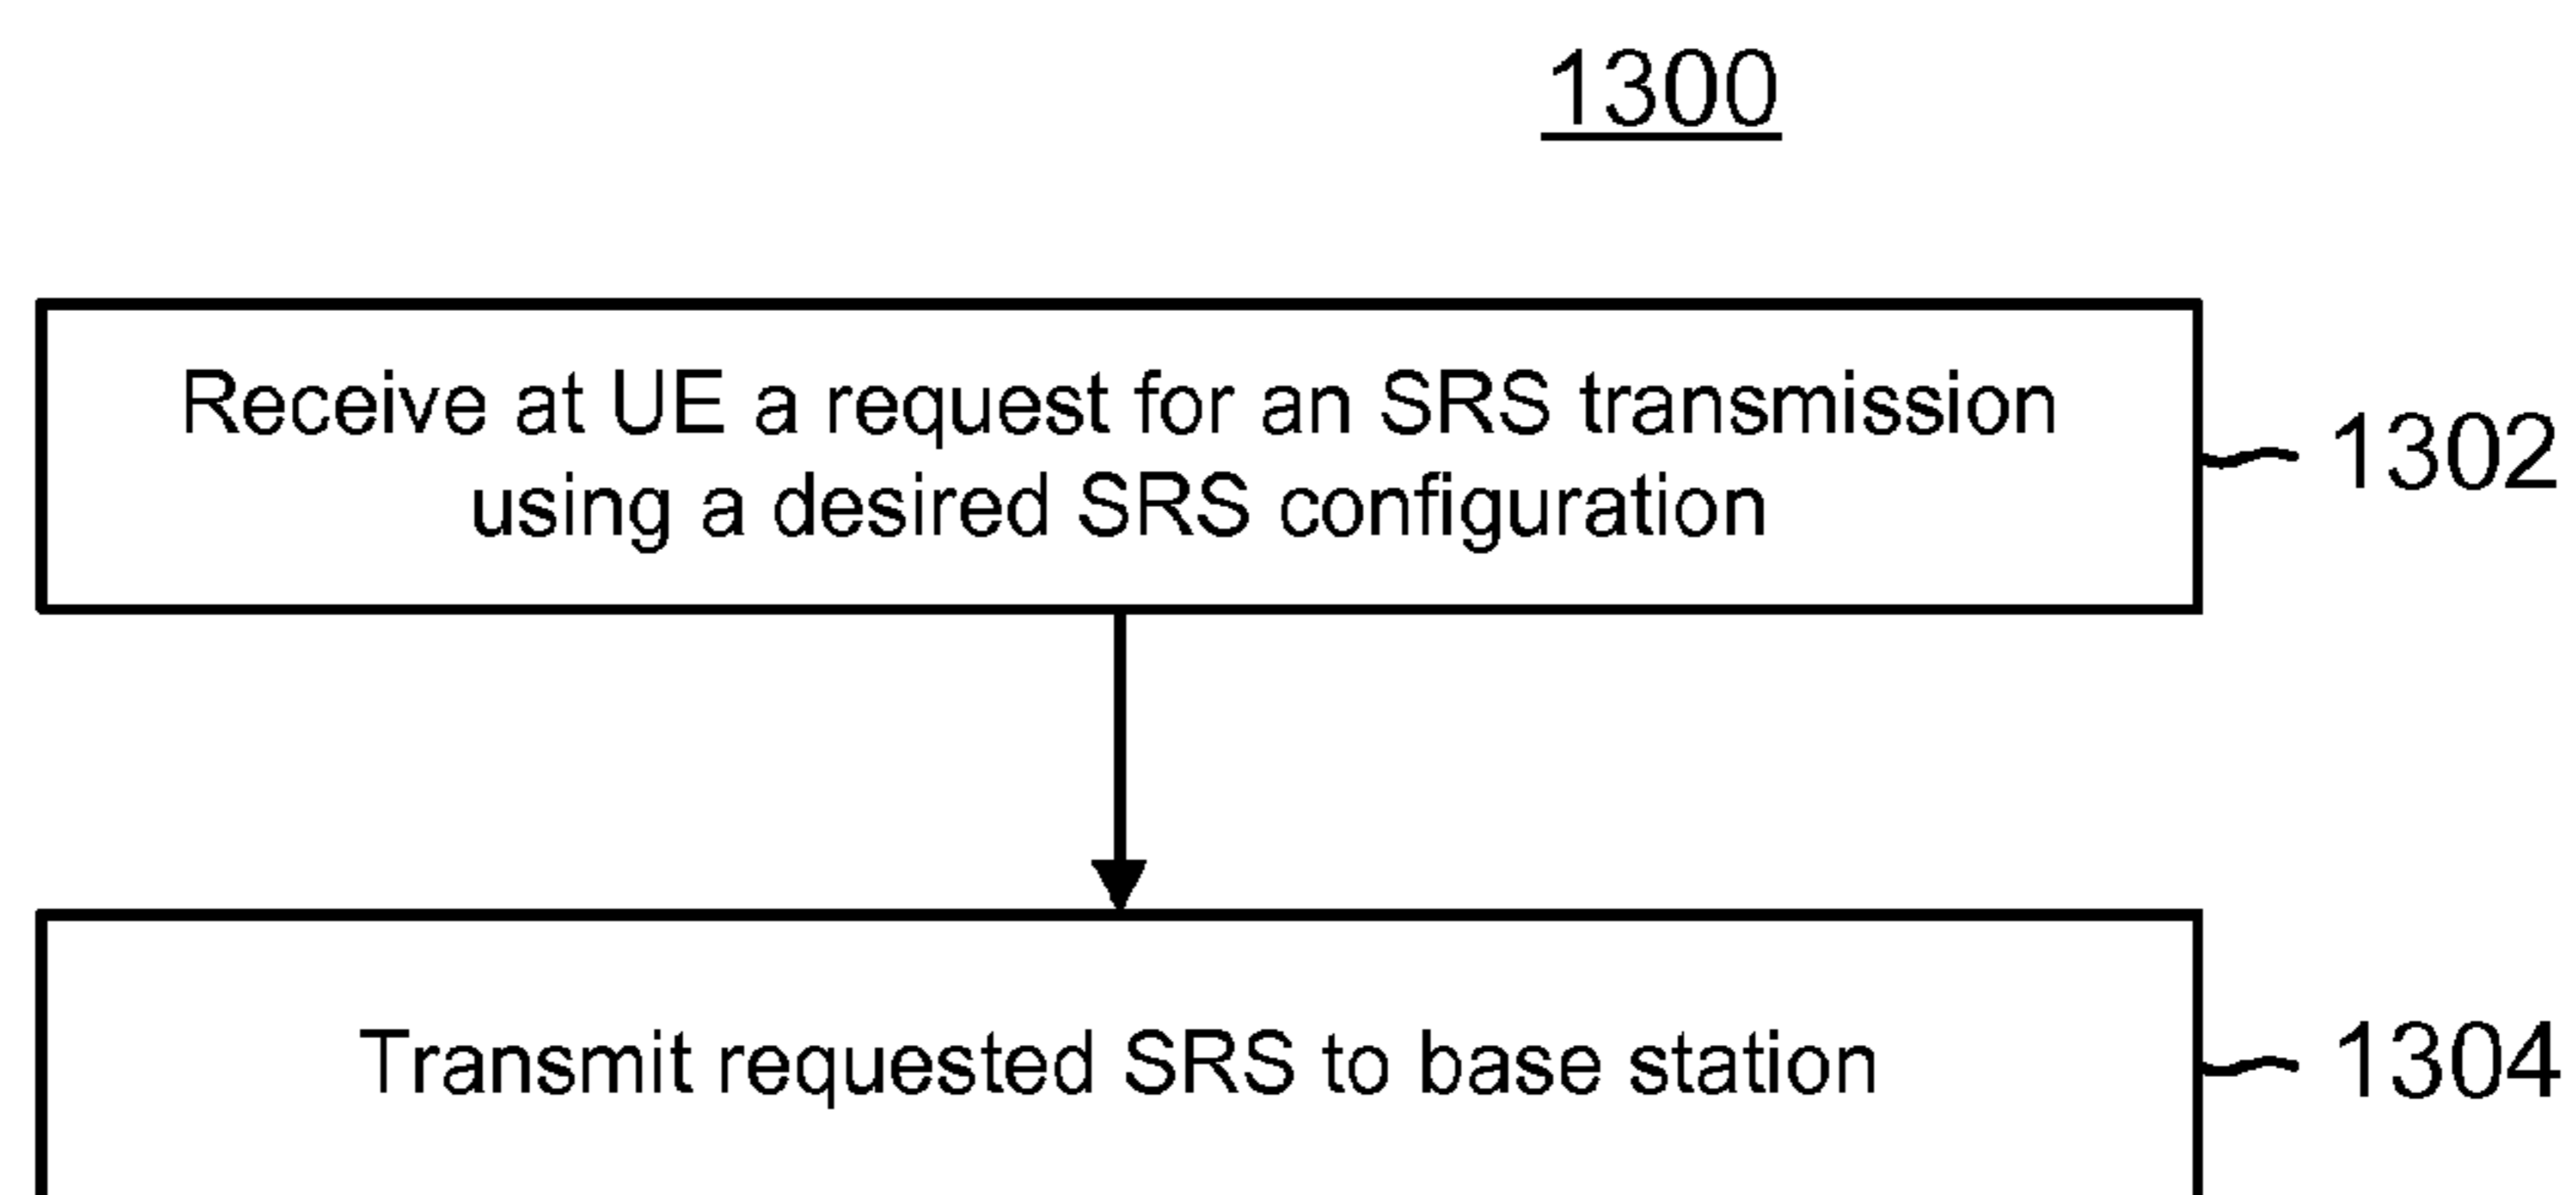 1300
Receive at UE a request for an SRS transmission
using a desired SRS configuration
1302
Transmit requested SRS to base station
1304